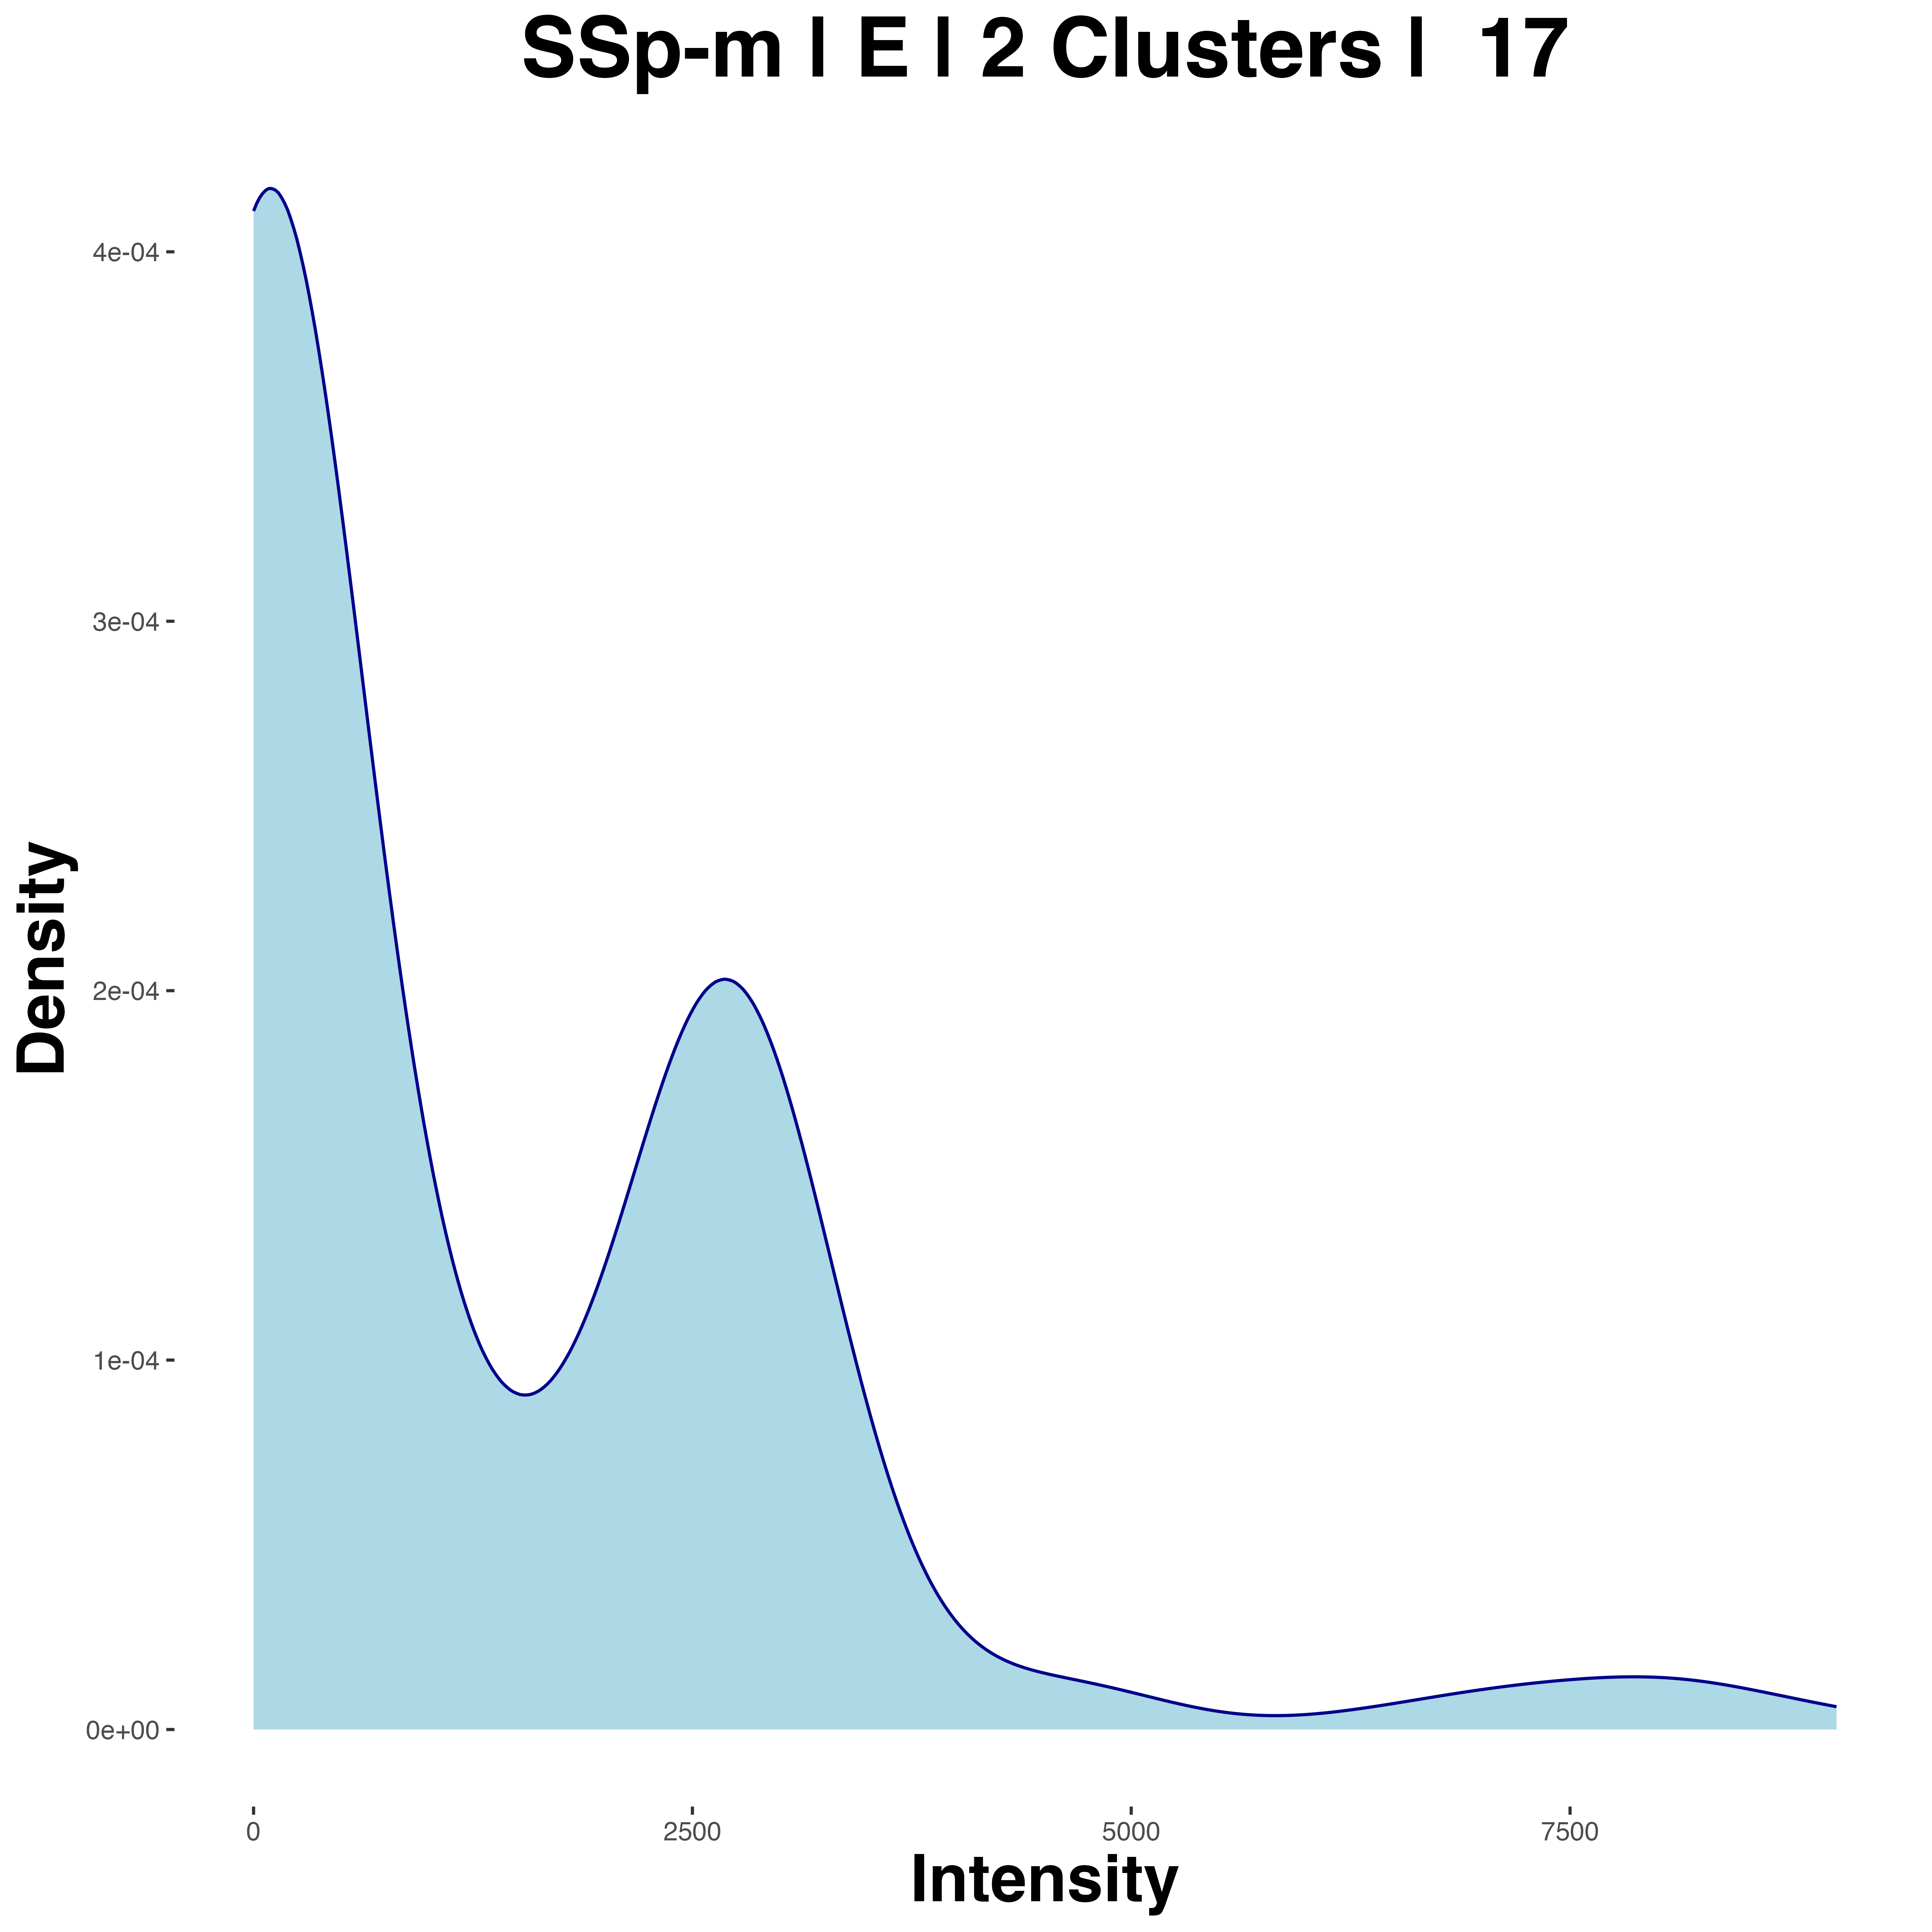 SSp-m | E | 2 Clusters | 17
Density
4e-04
3e-04
2e-04
1e-04
0e+00
0
2500
5000
7500
Intensity